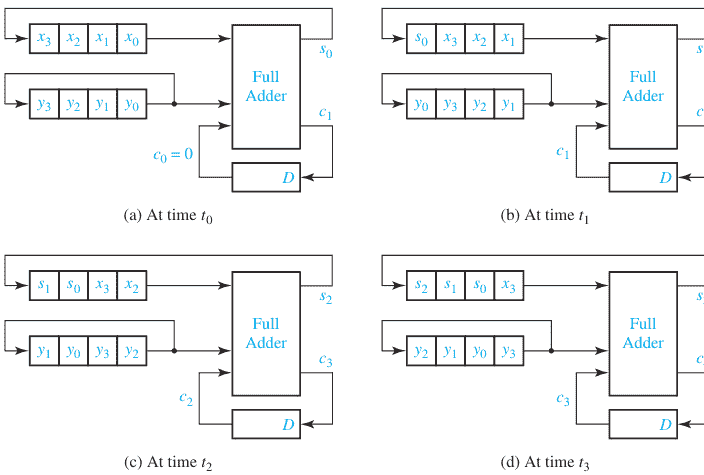 x₃ x₂ x₁ x₀
s₀
Full
Adder
y₃ y₂ y₁ y₀
c₁
c₀ = 0
D
(a) At time t₀
s₀ x₃ x₂ x₁
s
Full
Adder
y₀ y₃ y₂ y₁
c
c₁
D
(b) At time t₁
s₁ s₀ x₃ x₂
s₂
Full
Adder
y₁ y₀ y₃ y₂
c₃
c₂
D
(c) At time t₂
s₂ s₁ s₀ x₃
s
Full
Adder
y₂ y₁ y₀ y₃
c
c₃
D
(d) At time t₃